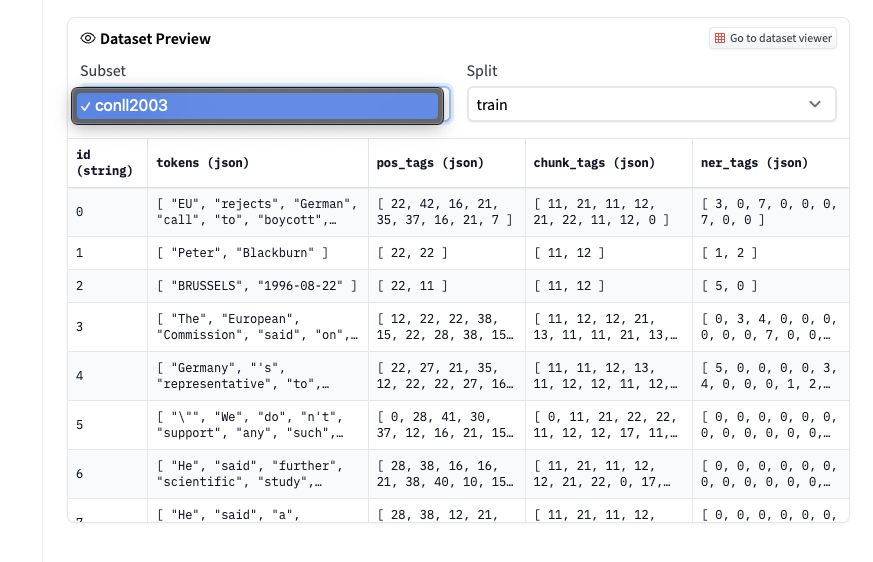 Dataset Preview
Go to dataset viewer
Subset
Split
✓ conll2003
train
id (string)
tokens (json)
pos_tags (json)
chunk_tags (json)
ner_tags (json)
0
[ "EU", "rejects", "German",
"call", "to", "boycott",…
[ 22, 42, 16, 21,
35, 37, 16, 21, 7 ]
[ 11, 21, 11, 12,
21, 22, 11, 12, 0 ]
[ 3, 0, 7, 0, 0, 0,
7, 0, 0 ]
1
[ "Peter", "Blackburn" ]
[ 22, 22 ]
[ 11, 12 ]
[ 1, 2 ]
2
[ "BRUSSELS", "1996-08-22" ]
[ 22, 11 ]
[ 11, 12 ]
[ 5, 0 ]
3
[ "The", "European",
"Commission", "said", "on",…
[ 12, 22, 22, 38,
15, 22, 28, 38, 15…
[ 11, 12, 12, 21,
13, 11, 11, 21, 13,…
[ 0, 3, 4, 0, 0, 0,
0, 0, 0, 7, 0, 0,…
4
[ "Germany", "'s",
"representative", "to",…
[ 22, 27, 21, 35,
12, 22, 22, 27, 16…
[ 11, 11, 12, 13,
11, 12, 12, 11, 12,…
[ 5, 0, 0, 0, 0, 3,
4, 0, 0, 0, 1, 2,…
5
[ "\"", "We", "do", "n't",
"support", "any", "such",…
[ 0, 28, 41, 30,
37, 12, 16, 21, 15…
[ 0, 11, 21, 22, 22,
11, 12, 12, 17, 11,…
[ 0, 0, 0, 0, 0, 0,
0, 0, 0, 0, 0, 0,…
6
[ "He", "said", "further",
"scientific", "study",…
[ 28, 38, 16, 16,
21, 38, 40, 10, 15…
[ 11, 21, 11, 12,
12, 21, 22, 0, 17,…
[ 0, 0, 0, 0, 0, 0,
0, 0, 0, 0, 0, 0,…
7
[ "He", "said", "a",
[ 28, 38, 12, 21,
[ 11, 21, 11, 12,
[ 0, 0, 0, 0, 0, 0,